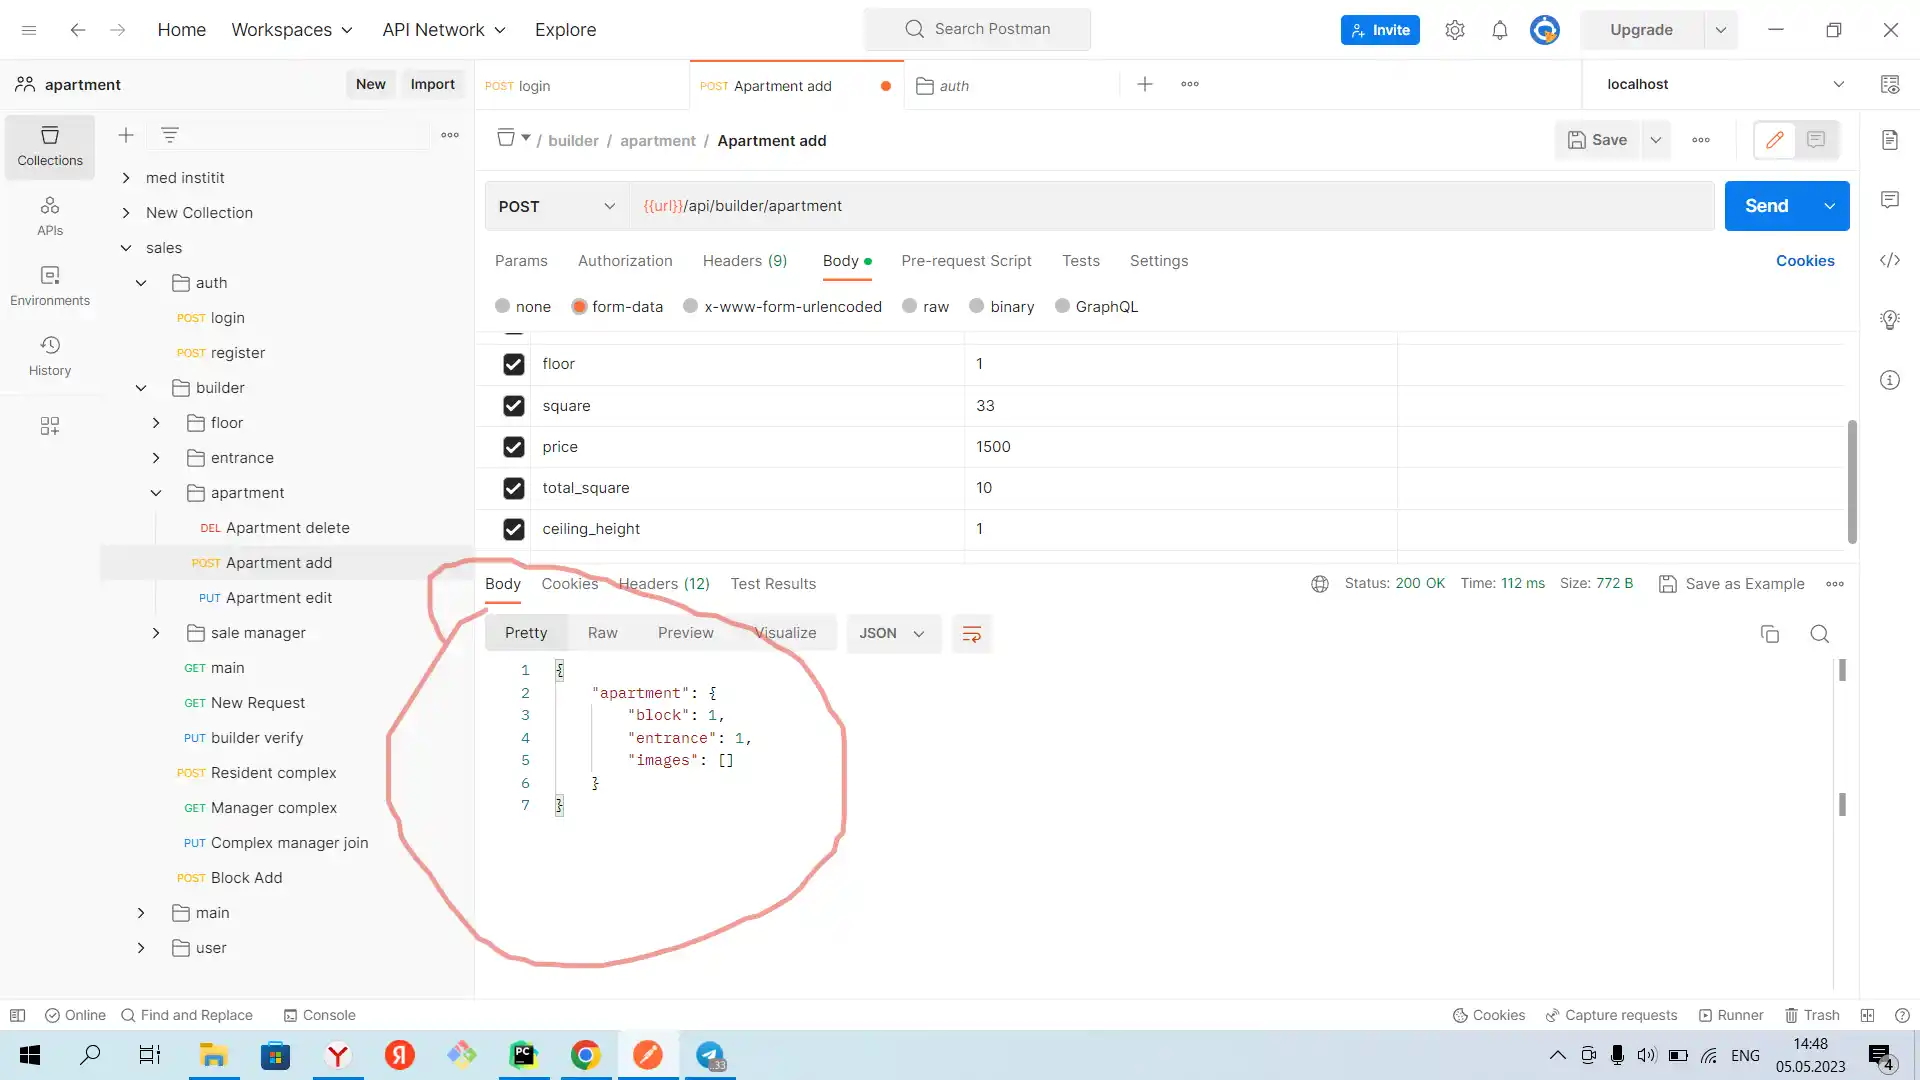 Home Workspaces API Network Explore Search Postman Invite Upgrade
apartment New Import POST login POST Apartment add auth localhost
Collections
APIs
Environments
History
med institit
New Collection
sales
auth
POST login
POST register
builder
floor
entrance
apartment
DEL Apartment delete
POST Apartment add
PUT Apartment edit
sale manager
GET main
GET New Request
PUT builder verify
POST Resident complex
GET Manager complex
PUT Complex manager join
POST Block Add
main
user
/ builder / apartment / Apartment add Save
POST {{url}}/api/builder/apartment Send
Params Authorization Headers (9) Body Pre-request Script Tests Settings Cookies
none form-data x-www-form-urlencoded raw binary GraphQL
floor 1
square 33
price 1500
total_square 10
ceiling_height 1
Body Cookies Headers (12) Test Results Status: 200 OK Time: 112 ms Size: 772 B Save as Example
Pretty Raw Preview Visualize JSON
1 {
2 "apartment": {
3 "block": 1,
4 "entrance": 1,
5 "images": []
6 }
7 }
Online Find and Replace Console Cookies Capture requests Runner Trash
PC 33 ENG 14:48
05.05.2023 4